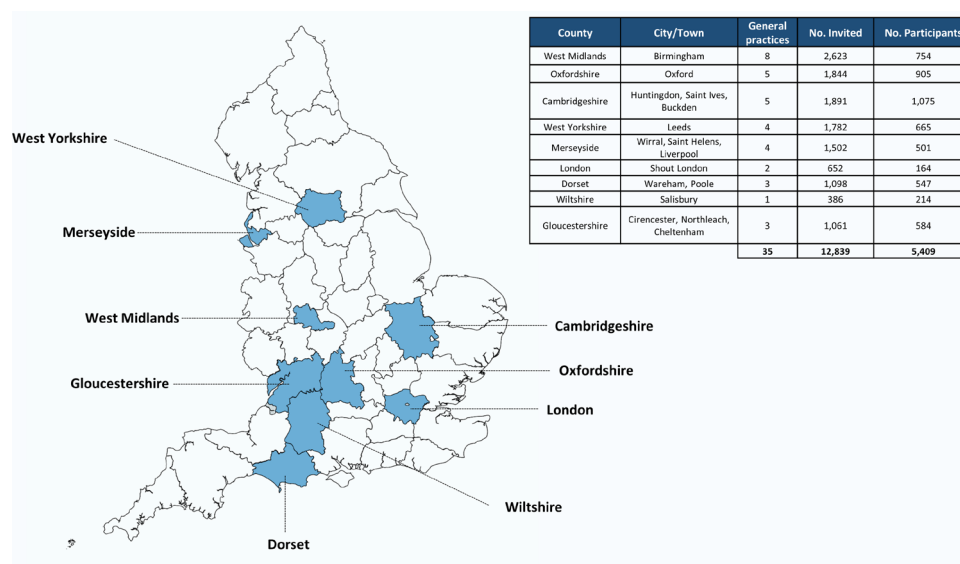 County City/Town General practices No. Invited No. Participants
West Midlands Birmingham 8 2,623 754
Oxfordshire Oxford 5 1,844 905
Cambridgeshire Huntingdon, Saint Ives, Buckden 5 1,891 1,075
West Yorkshire Leeds 4 1,782 665
Merseyside Wirral, Saint Helens, Liverpool 4 1,502 501
London Shout London 2 652 164
Dorset Wareham, Poole 3 1,098 547
Wiltshire Salisbury 1 386 214
Gloucestershire Cirencester, Northleach, Cheltenham 3 1,061 584
35 12,839 5,409
West Yorkshire
Merseyside
West Midlands
Cambridgeshire
Gloucestershire
Oxfordshire
London
Wiltshire
Dorset